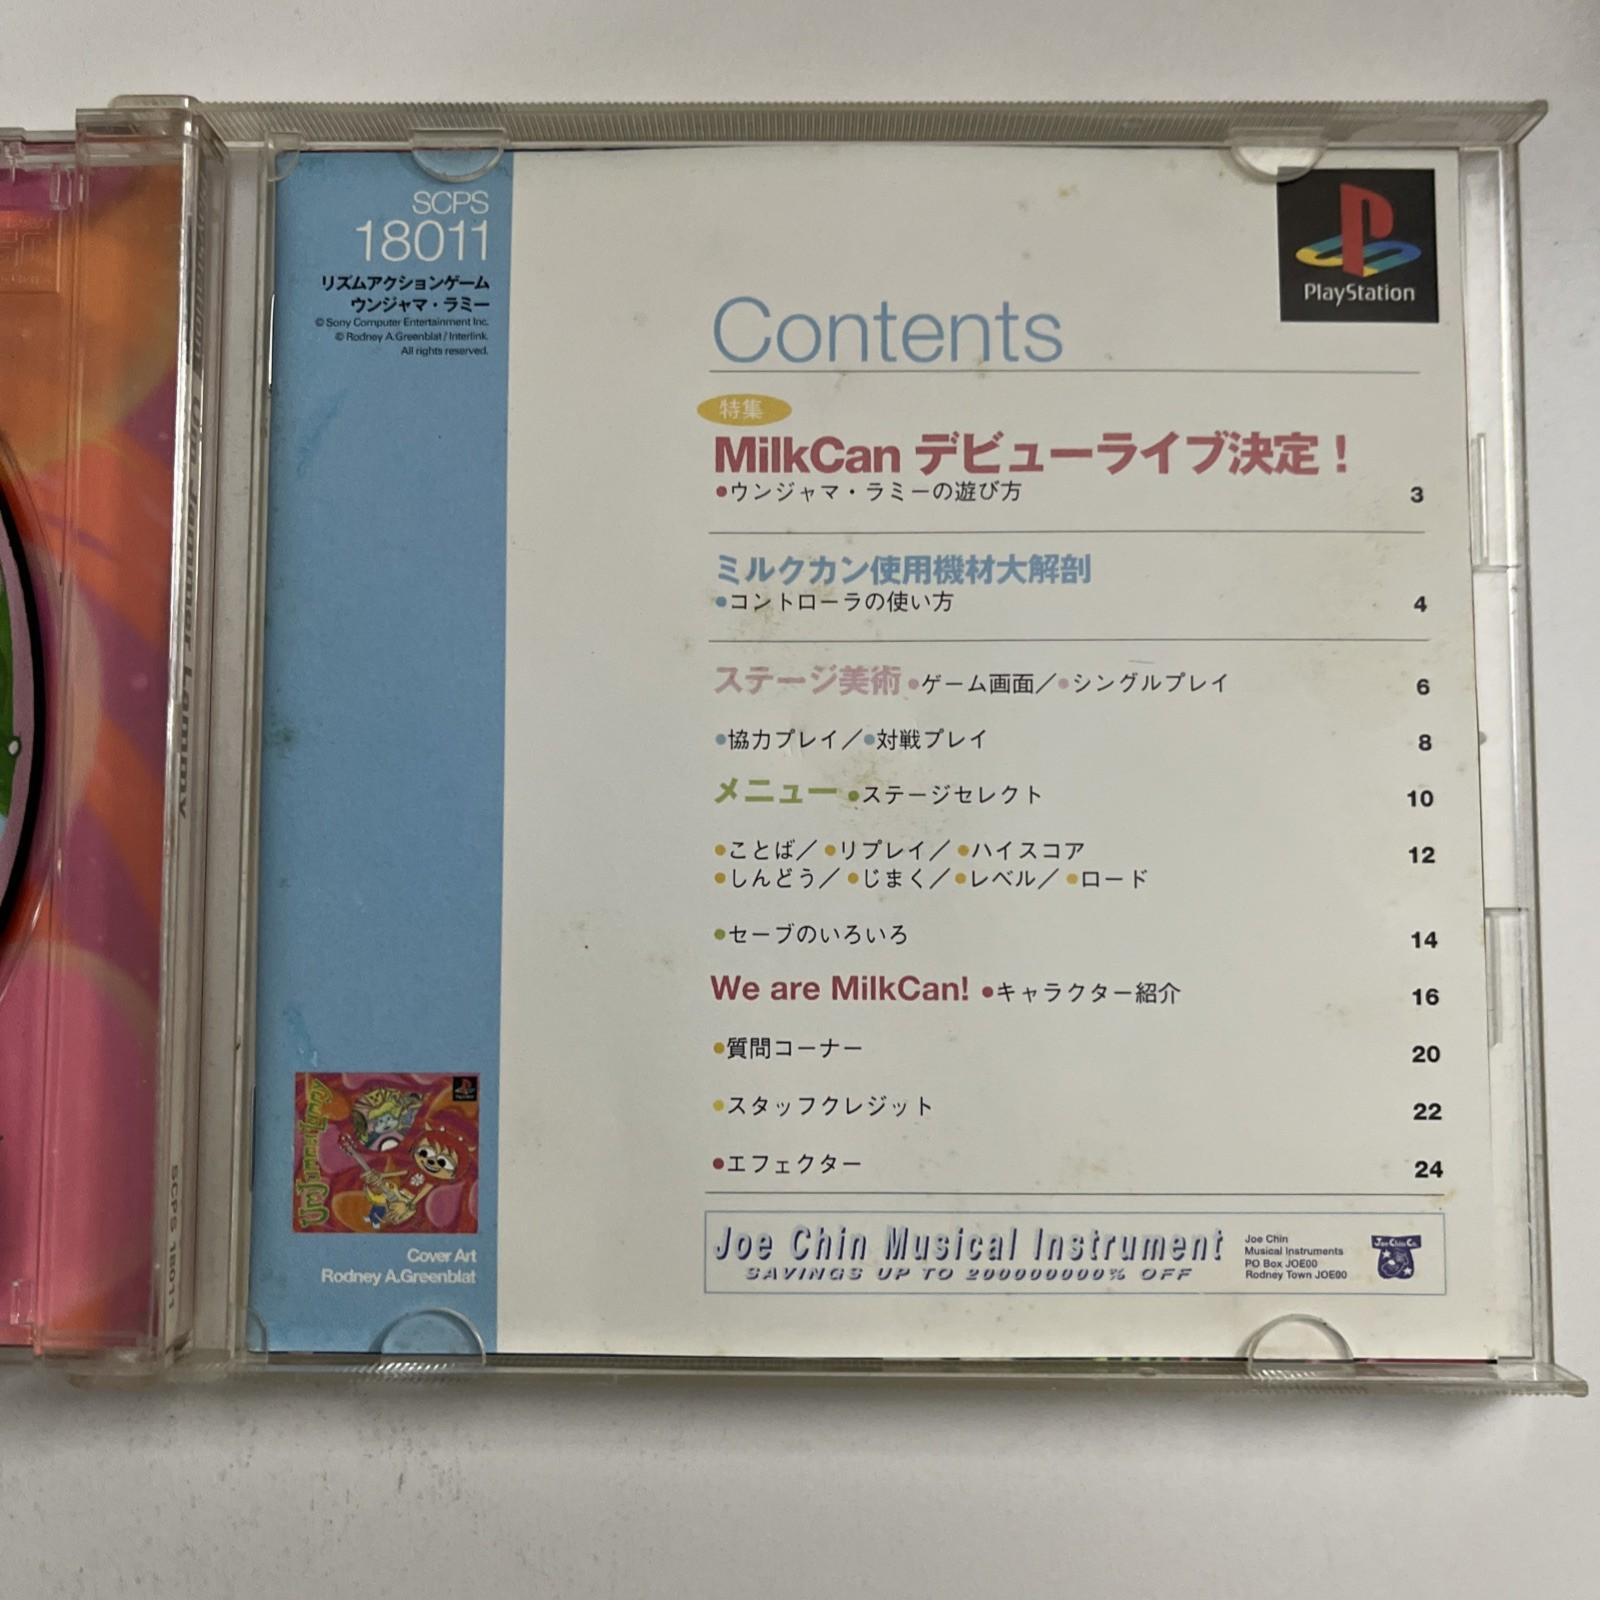 Um Jammer Lammy
SCPS 18011
SCPS
18011
リズムアクションゲーム
ウンジャマ・ラミー
© Sony Computer Entertainment Inc.
© Rodney A.Greenblat / Interlink.
All rights reserved.
PlayStation
Contents
特集
MilkCan デビューライブ決定！
●ウンジャマ・ラミーの遊び方 3
ミルクカン使用機材大解剖
●コントローラの使い方 4
ステージ美術 ●ゲーム画面／●シングルプレイ 6
●協力プレイ／●対戦プレイ 8
メニュー ●ステージセレクト 10
●ことば／●リプレイ／●ハイスコア 12
●しんどう／●じまく／●レベル／●ロード
●セーブのいろいろ 14
We are MilkCan! ●キャラクター紹介 16
●質問コーナー 20
●スタッフクレジット 22
●エフェクター 24
UmJammer Lammy
Cover Art
Rodney A.Greenblat
Joe Chin Musical Instrument
SAVINGS UP TO 200000000% OFF
Joe Chin
Musical Instruments
PO Box JOE00
Rodney Town JOE00
Joe Chin Co.